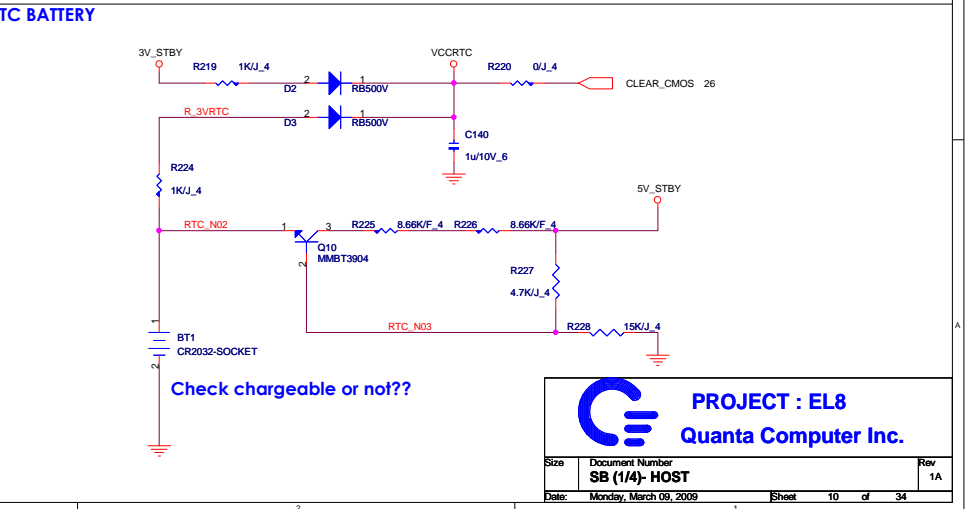 TC BATTERY
3V_STBY
VCCRTC
R219 1K/J_4
R220 0/J_4
2 1
D2 RB500V
CLEAR_CMOS 26
R_3VRTC
2 1
D3 RB500V
C140
1u/10V_6
R224
1K/J_4
5V_STBY
RTC_N02
1 3
R225 8.66K/F_4 R226 8.66K/F_4
Q10
MMBT3904
2
R227
4.7K/J_4
RTC_N03
R228 15K/J_4
1
BT1
CR2032-SOCKET
2
Check chargeable or not??
A
PROJECT : EL8
Quanta Computer Inc.
Size Document Number Rev
SB (1/4)- HOST 1A
Date: Monday, March 09, 2009 Sheet 10 of 34
2 1